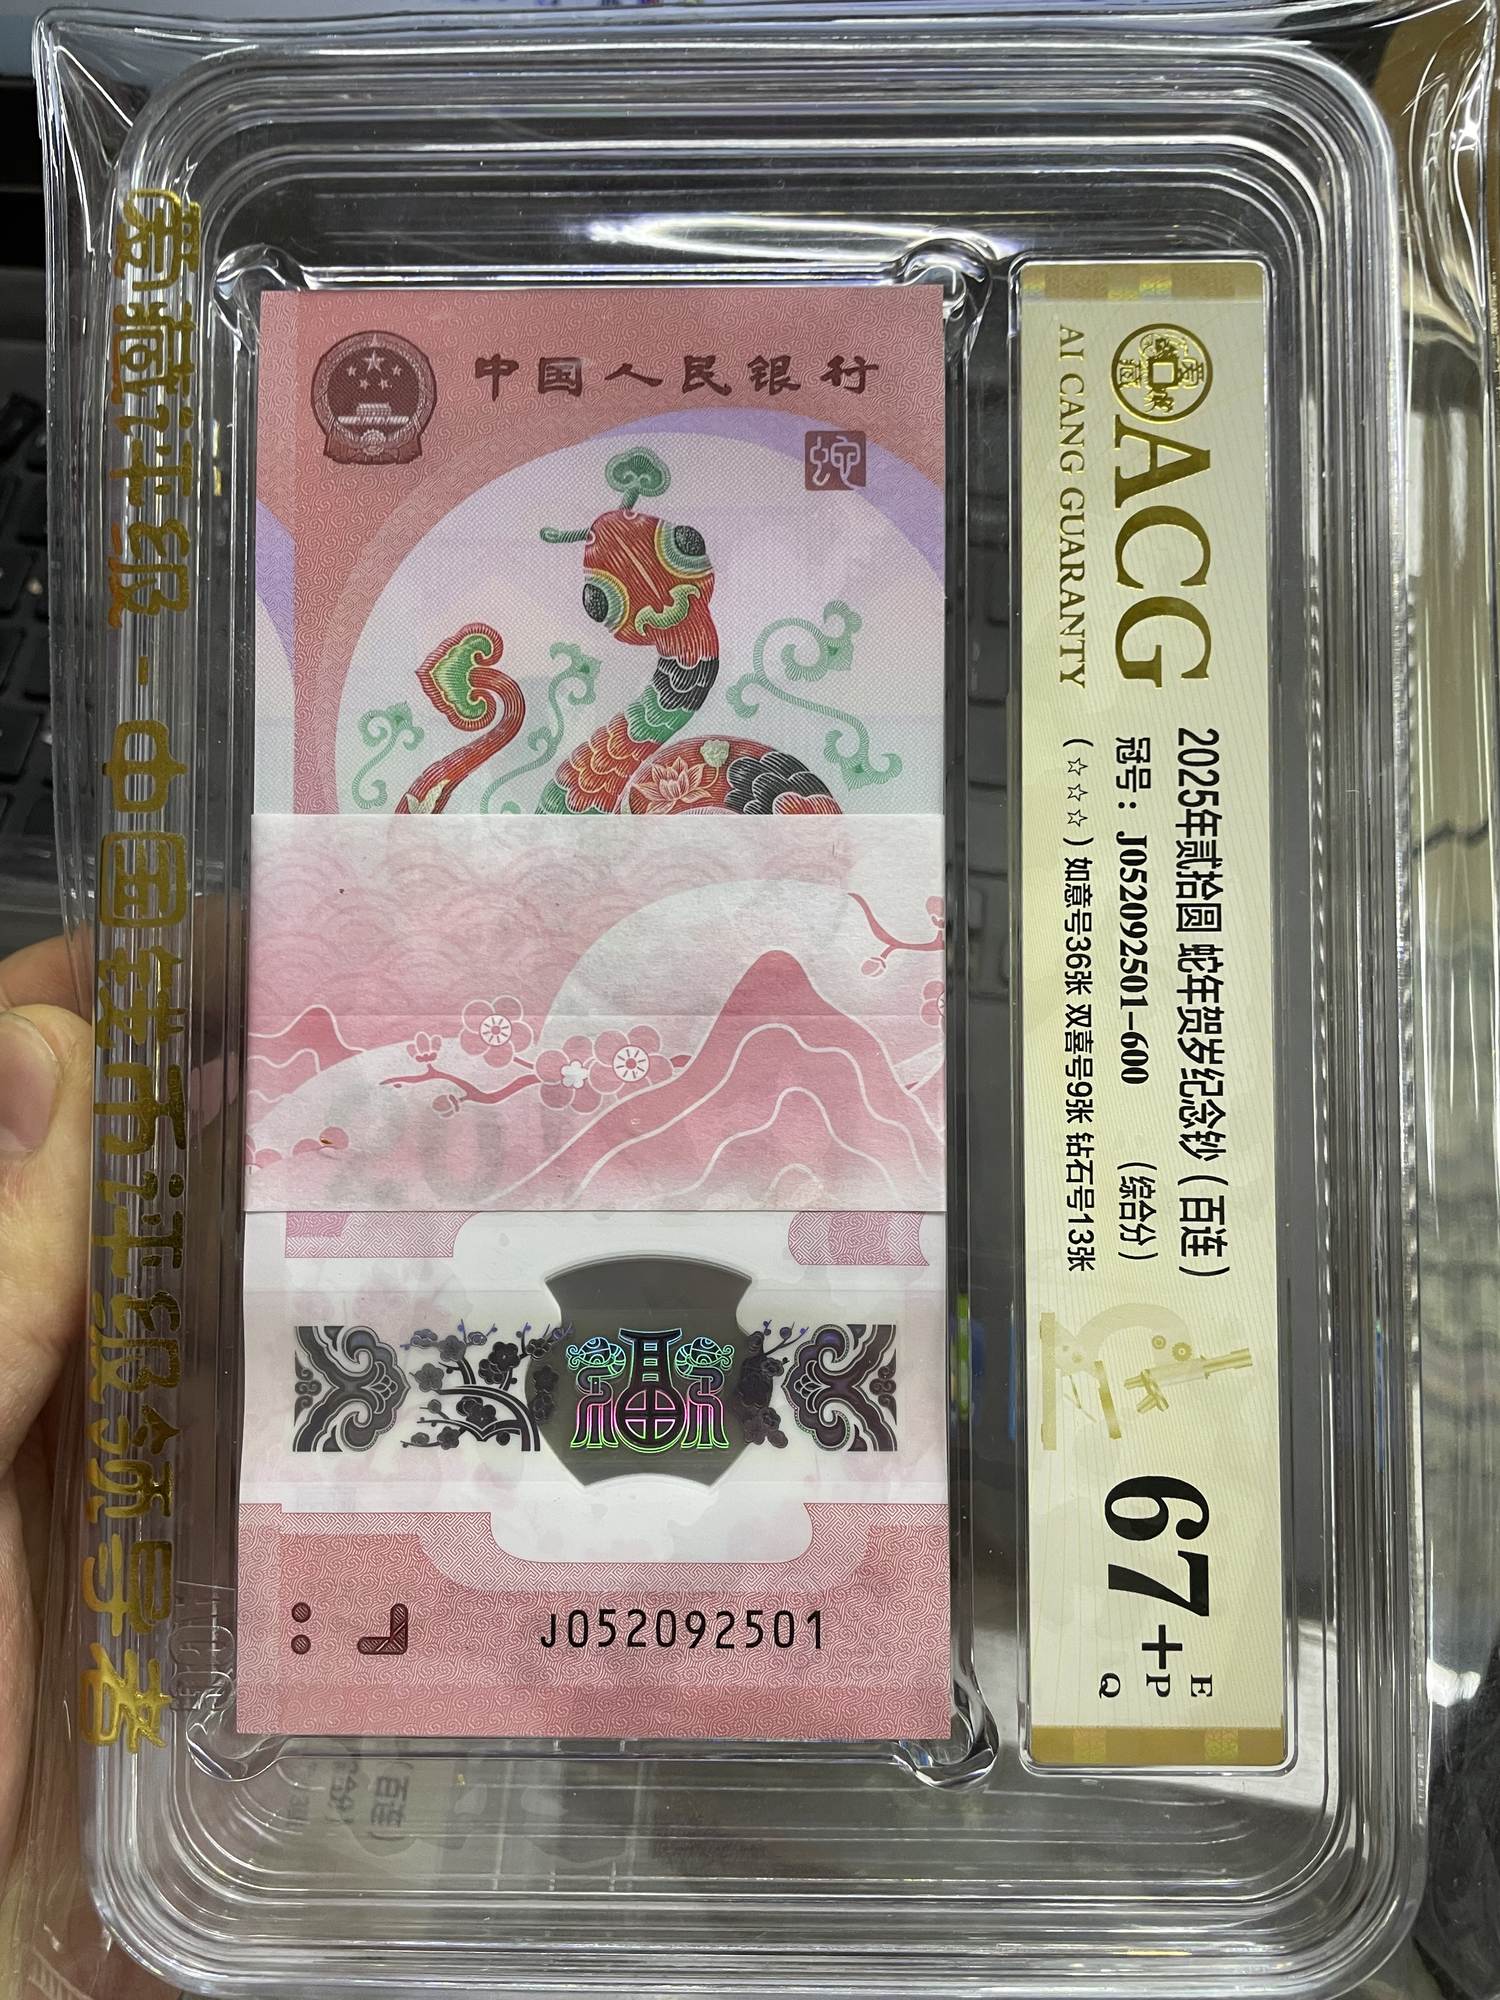 中国人民银行
蛇
J052092501
爱藏
ACG
AI CANG GUARANTY
2025年贰拾圆 蛇年贺岁纪念钞（百连）
冠号：J052092501-600 （综合分）
（☆☆☆）如意号36张 双喜号9张 钻石号13张
67+
E
P
Q
爱藏评级-中国钱币评级领导者